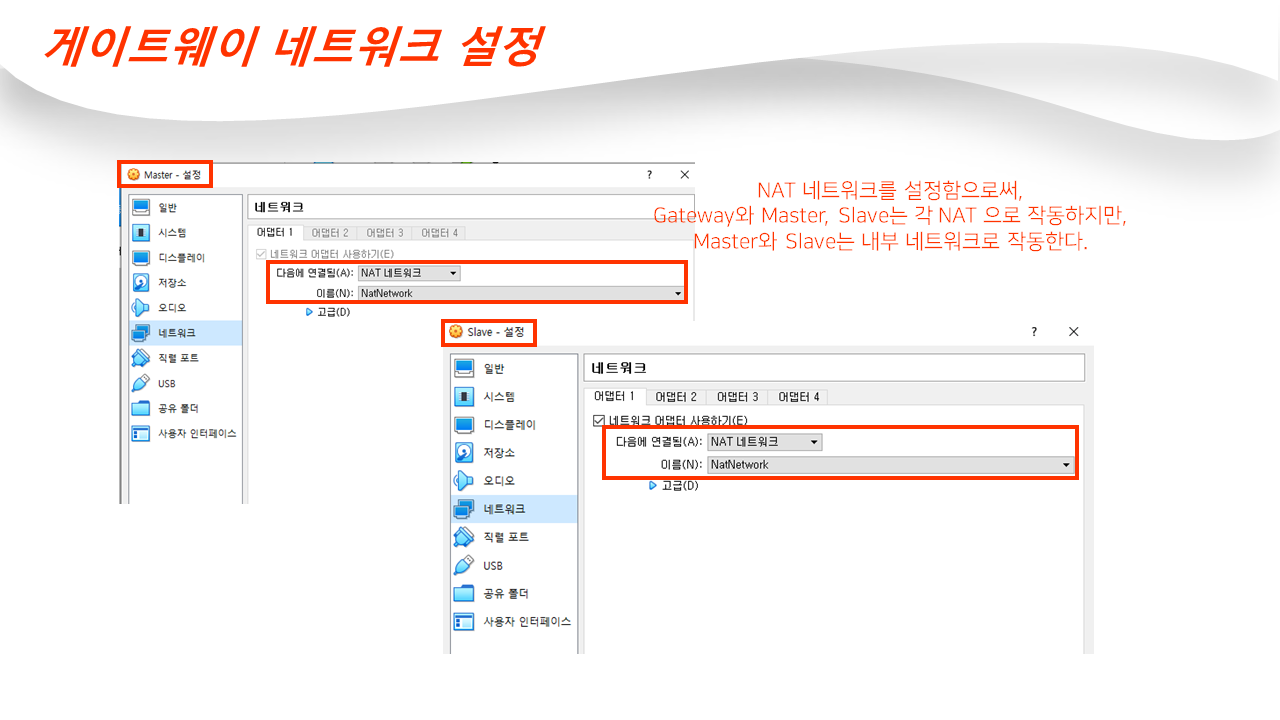 게이트웨이 네트워크 설정
Master - 설정
?
일반
시스템
디스플레이
저장소
오디오
네트워크
직렬 포트
USB
공유 폴더
사용자 인터페이스
네트워크
어댑터 1 어댑터 2 어댑터 3 어댑터 4
네트워크 어댑터 사용하기(E)
다음에 연결됨(A): NAT 네트워크
이름(N): NatNetwork
고급(D)
NAT 네트워크를 설정함으로써,
Gateway와 Master, Slave는 각 NAT 으로 작동하지만,
Master와 Slave는 내부 네트워크로 작동한다.
Slave - 설정
?
일반
시스템
디스플레이
저장소
오디오
네트워크
직렬 포트
USB
공유 폴더
사용자 인터페이스
네트워크
어댑터 1 어댑터 2 어댑터 3 어댑터 4
네트워크 어댑터 사용하기(E)
다음에 연결됨(A): NAT 네트워크
이름(N): NatNetwork
고급(D)